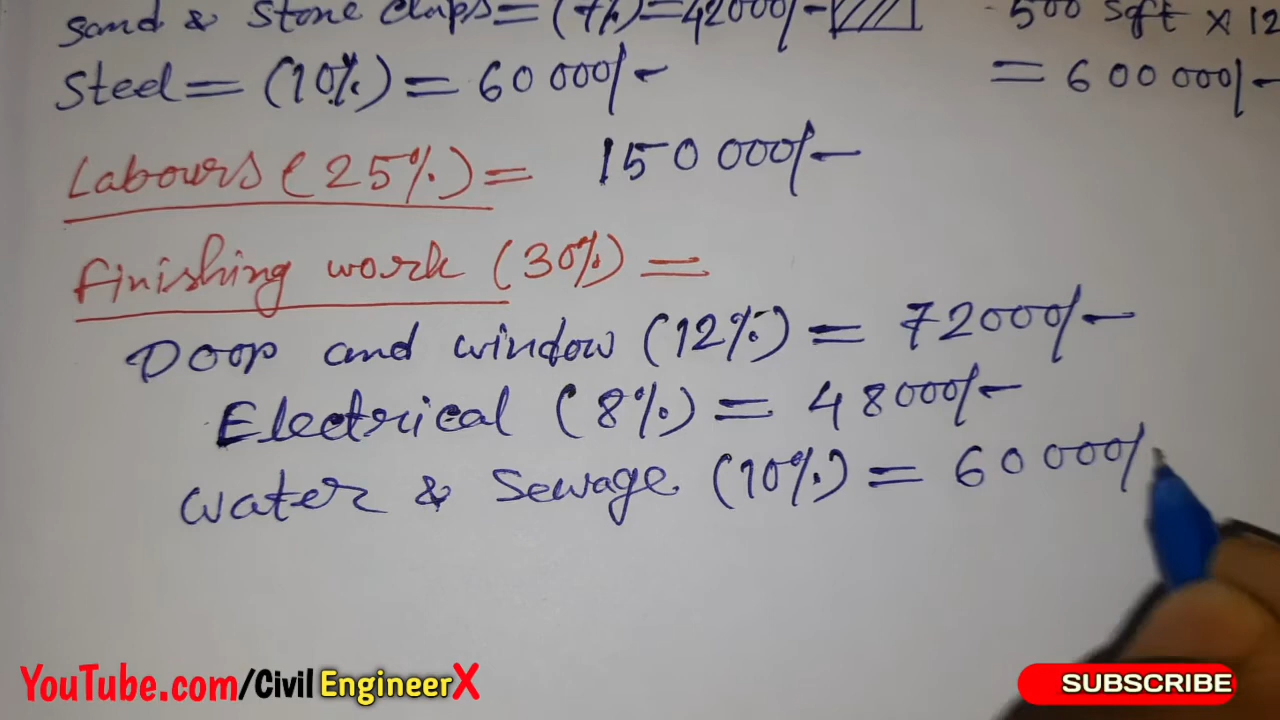 Sand & Stone Chips = (7%) = 42000/-
500 sqft x 12
Steel = (10%) = 60000/-
= 600000/-
Labours (25%) = 150000/-
Finishing work (30%) =
Door and window (12%) = 72000/-
Electrical (8%) = 48000/-
Water & Sewage (10%) = 60000/
YouTube.com/Civil EngineerX
SUBSCRIBE